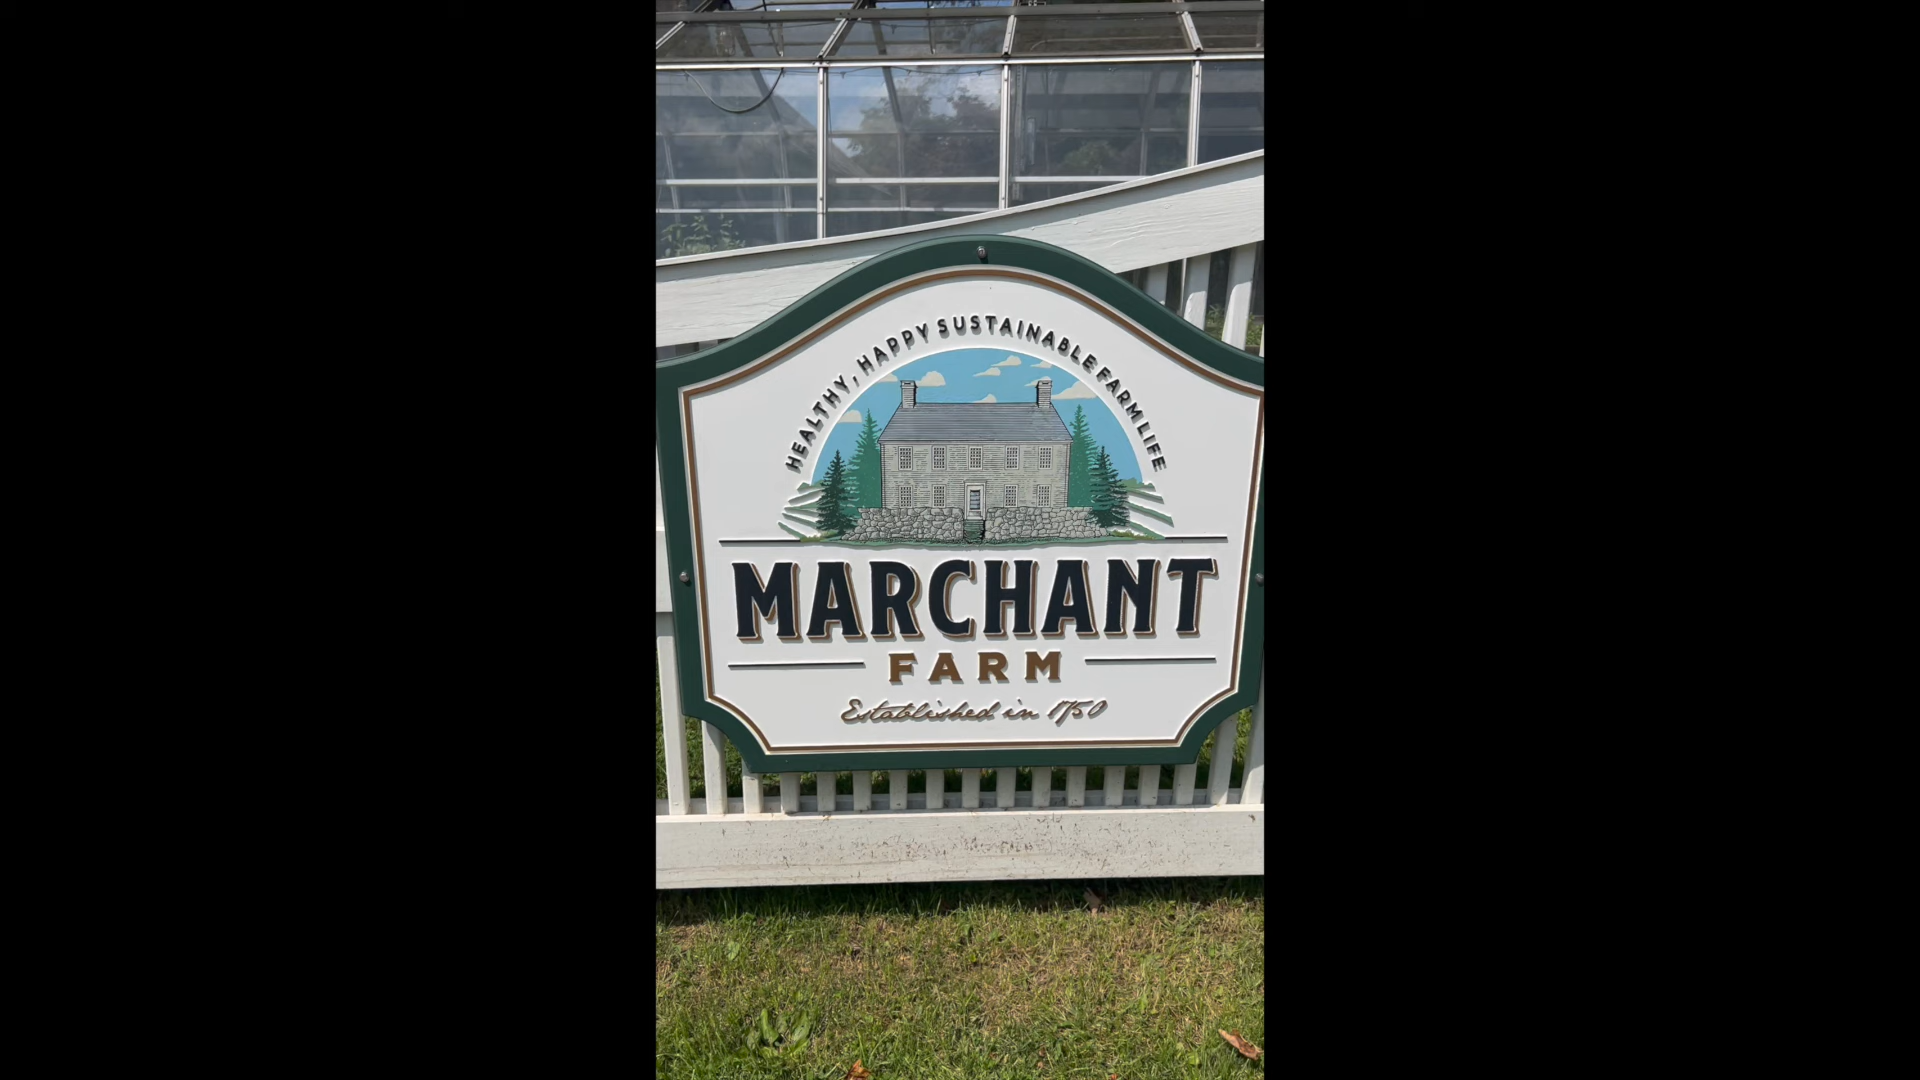 HEALTHY, HAPPY SUSTAINABLE FARM LIFE
MARCHANT
FARM
Established in 1750